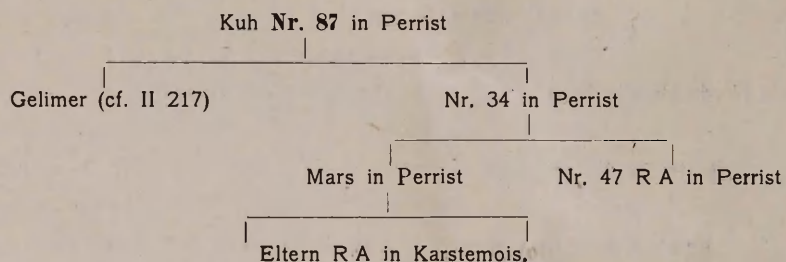 Kuh Nr. 87 in Perrist
Gelimer (cf. II 217) Nr. 34 in Perrist
Mars in Perrist Nr. 47 R A in Perrist
Eltern R A in Karstemois.